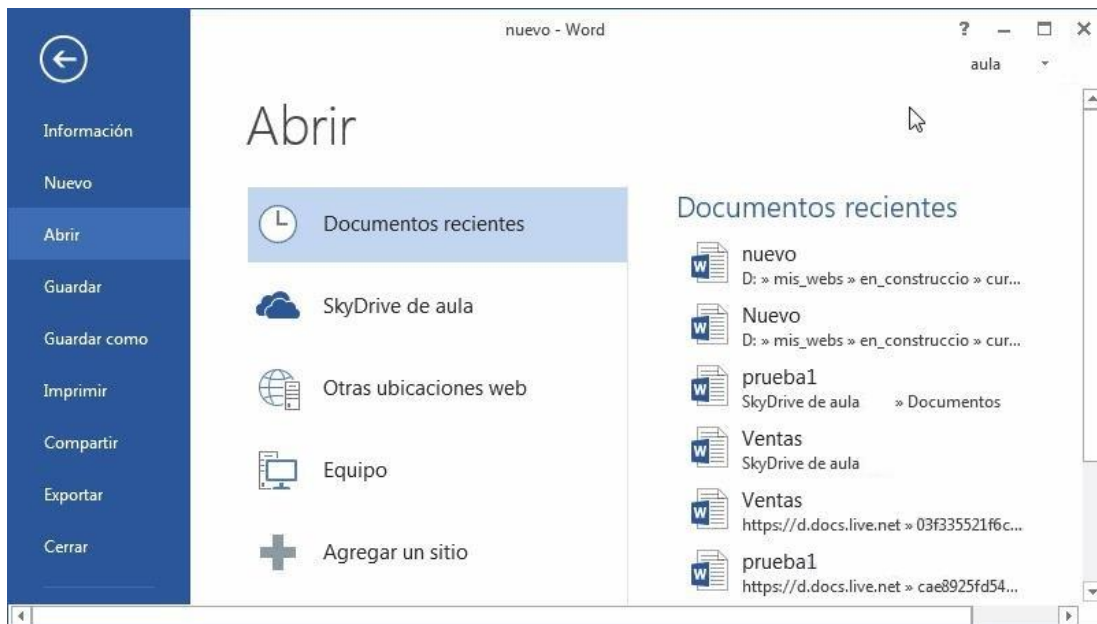 nuevo - Word
?
aula
Información
Nuevo
Abrir
Guardar
Guardar como
Imprimir
Compartir
Exportar
Cerrar
Abrir
Documentos recientes
SkyDrive de aula
Otras ubicaciones web
Equipo
Agregar un sitio
Documentos recientes
nuevo
D: » mis_webs » en_construccio » cur...
Nuevo
D: » mis_webs » en_construccio » cur...
prueba1
SkyDrive de aula » Documentos
Ventas
SkyDrive de aula
Ventas
https://d.docs.live.net » 03f335521f6c...
prueba1
https://d.docs.live.net » cae8925fd54...